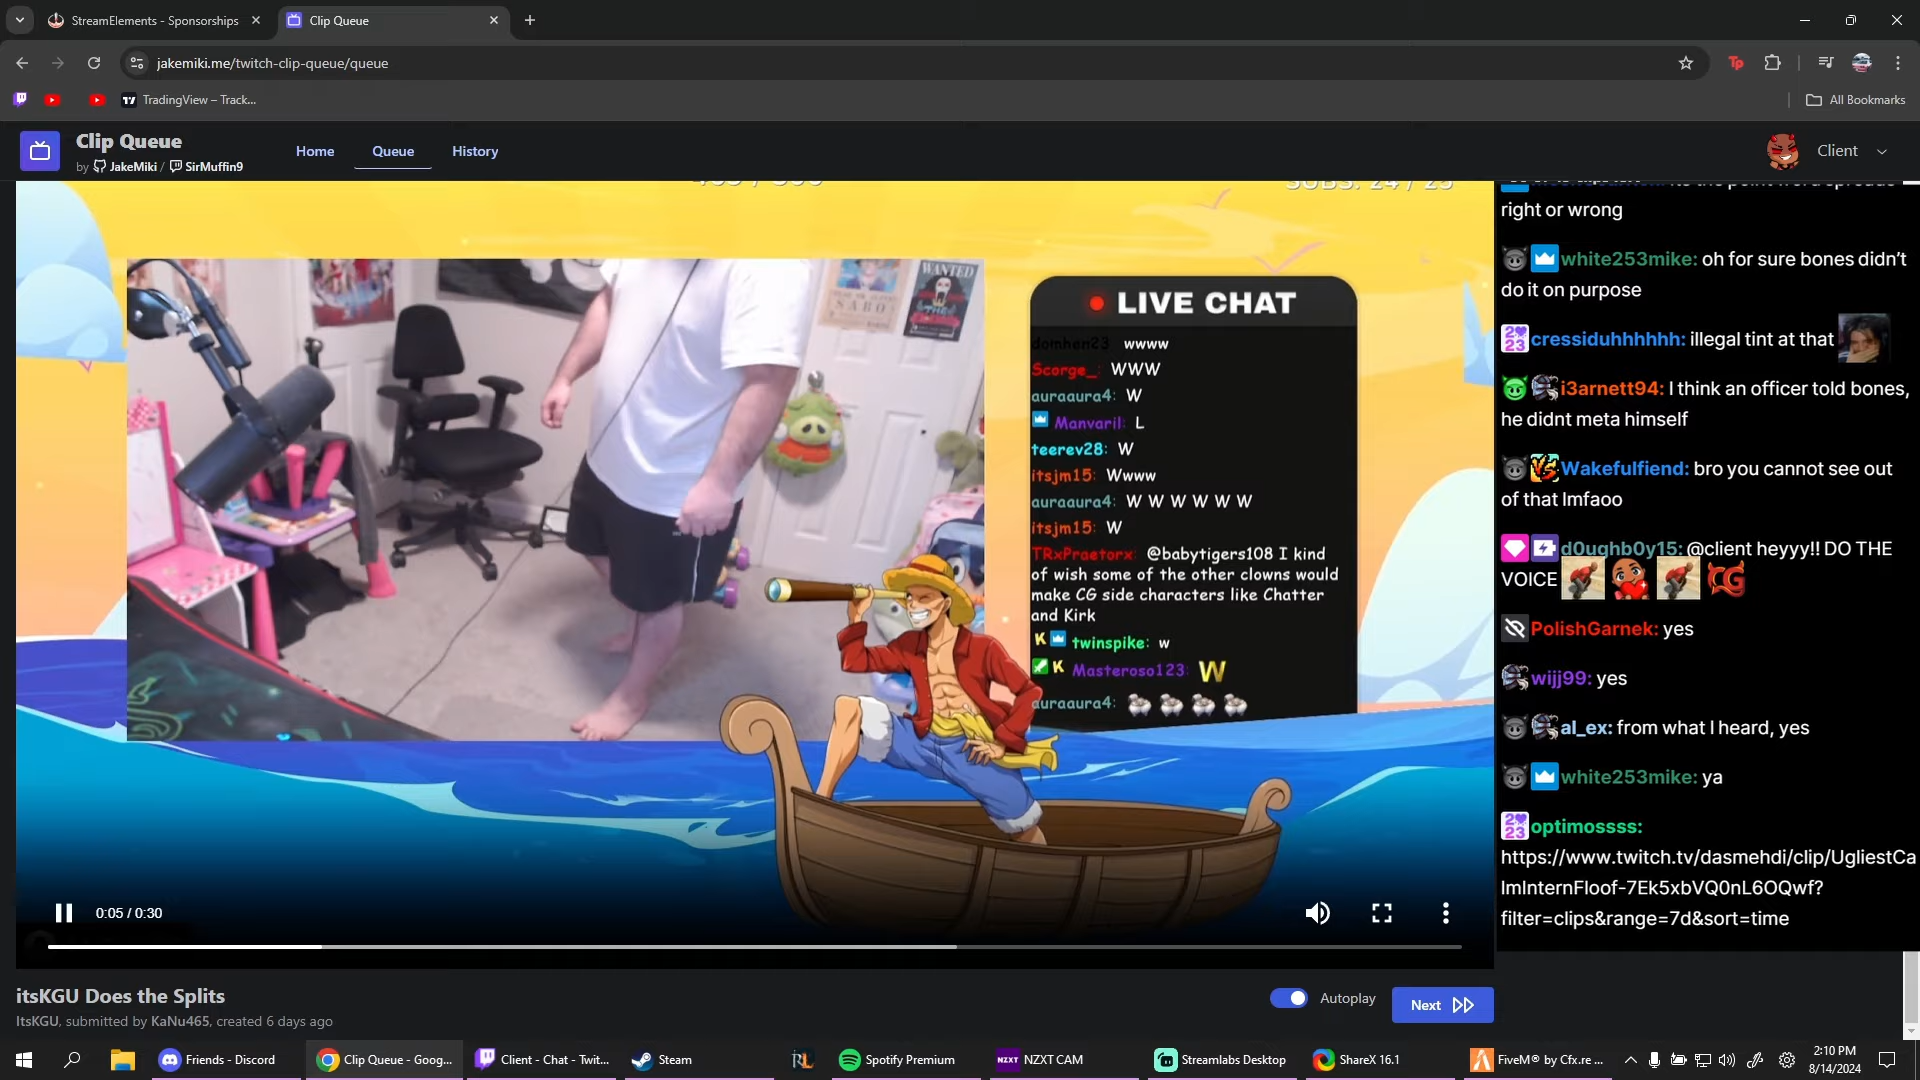 StreamElements - Sponsorships
Clip Queue
jakemiki.me/twitch-clip-queue/queue
Tp
TradingView – Track...
All Bookmarks
Clip Queue
by JakeMiki / SirMuffin9
Home
Queue
History
Client
SUBS: 24 / 25
WANTED
SABO
LIVE CHAT
domhen23 wwww
Scorge_: WWW
auraaura4: W
Manvaril: L
teerev28: W
itsjm15: Wwww
auraaura4: W W W W W W
itsjm15: W
TRxPraetorx: @babytigers108 I kind
of wish some of the other clowns would
make CG side characters like Chatter
and Kirk
K twinspike: w
K Masteroso123: W
auraaura4:
right or wrong
white253mike: oh for sure bones didn't
do it on purpose
cressiduhhhhhh: illegal tint at that
i3arnett94: I think an officer told bones,
he didnt meta himself
Wakefulfiend: bro you cannot see out
of that lmfaoo
d0ughb0y15: @client heyyy!! DO THE
VOICE CG
PolishGarnek: yes
wijj99: yes
al_ex: from what I heard, yes
white253mike: ya
optimossss:
https://www.twitch.tv/dasmehdi/clip/UgliestCa
lmInternFloof-7Ek5xbVQ0nL6OQwf?
filter=clips&range=7d&sort=time
0:05 / 0:30
itsKGU Does the Splits
ItsKGU, submitted by KaNu465, created 6 days ago
Autoplay
Next
Friends - Discord
Clip Queue - Goog...
Client - Chat - Twit...
Steam
RL
Spotify Premium
NZXT CAM
Streamlabs Desktop
ShareX 16.1
FiveM® by Cfx.re ...
2:10 PM
8/14/2024